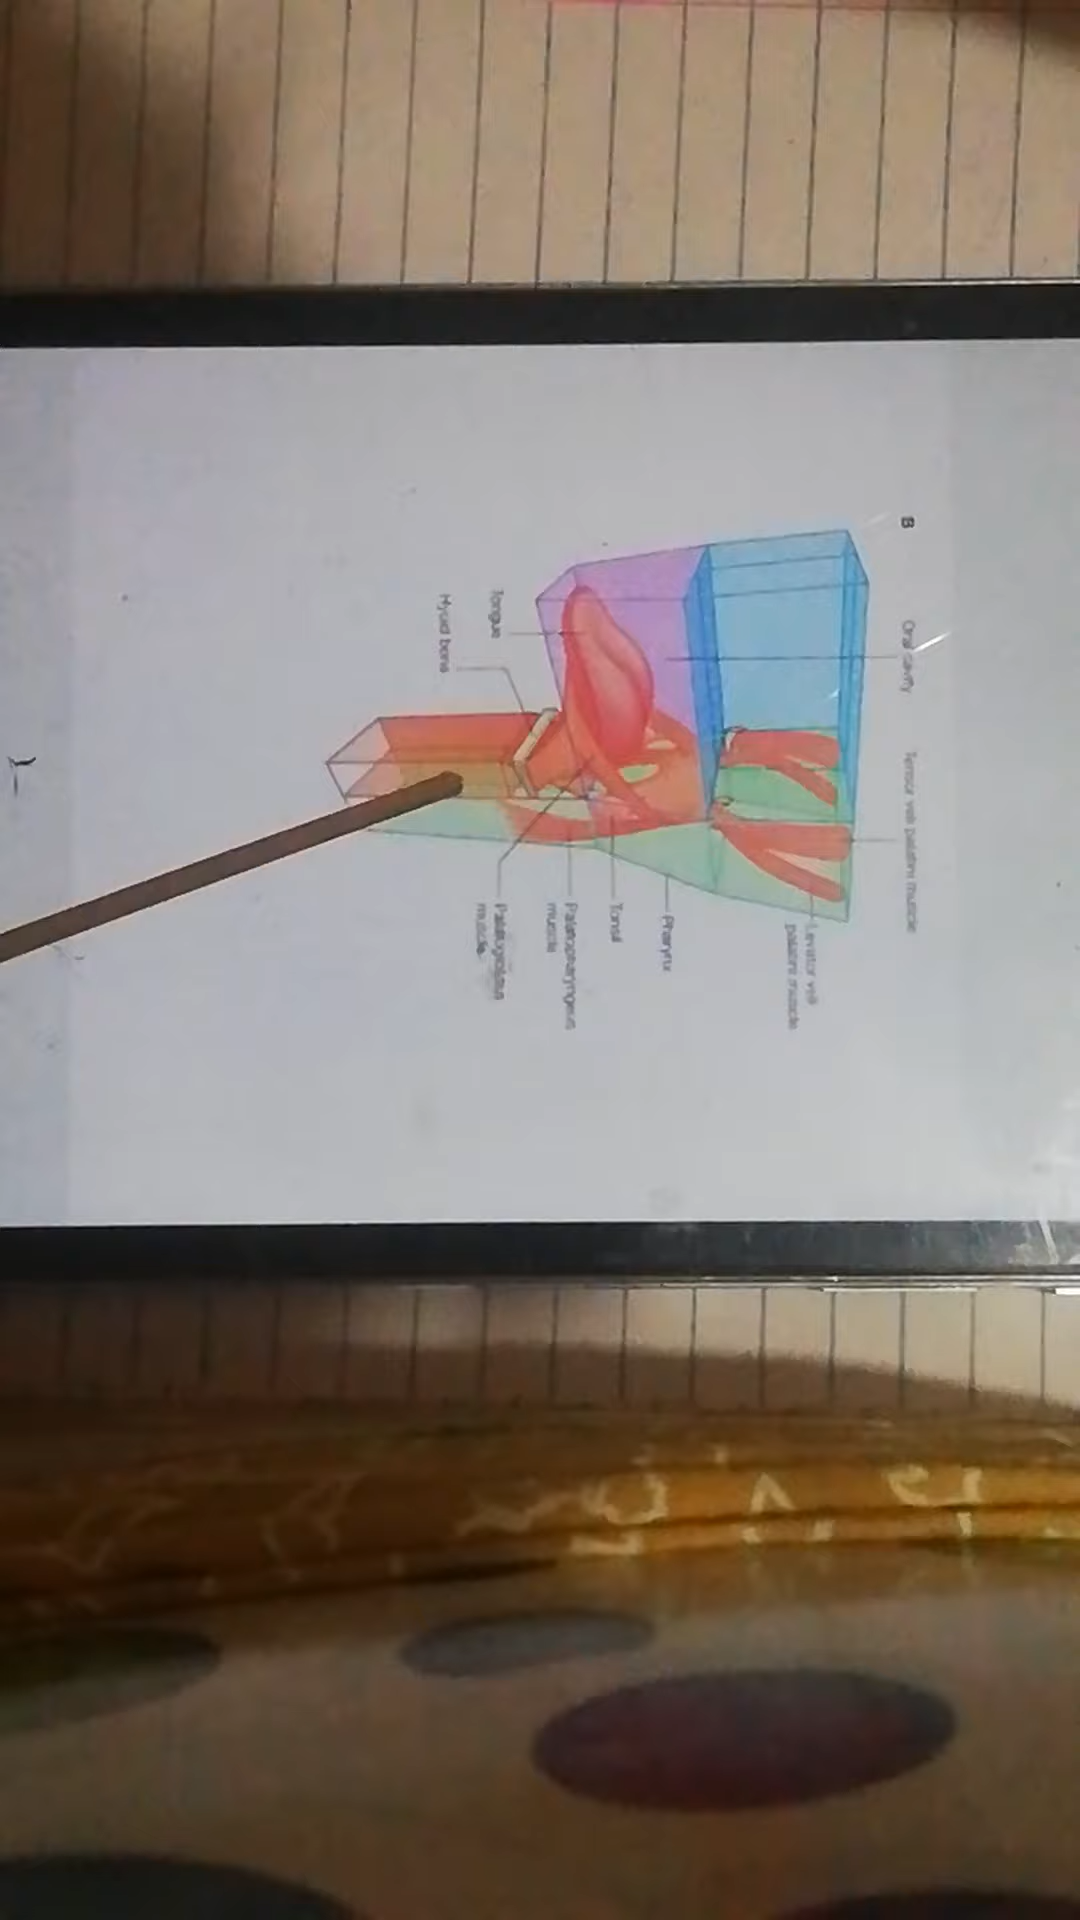 B
Oral cavity
Tensor veli palatini muscle
Levator veli
palatini muscle
Pharynx
Tonsil
Palatopharyngeus
muscle
Palatoglossus
muscle
Tongue
Hyoid bone